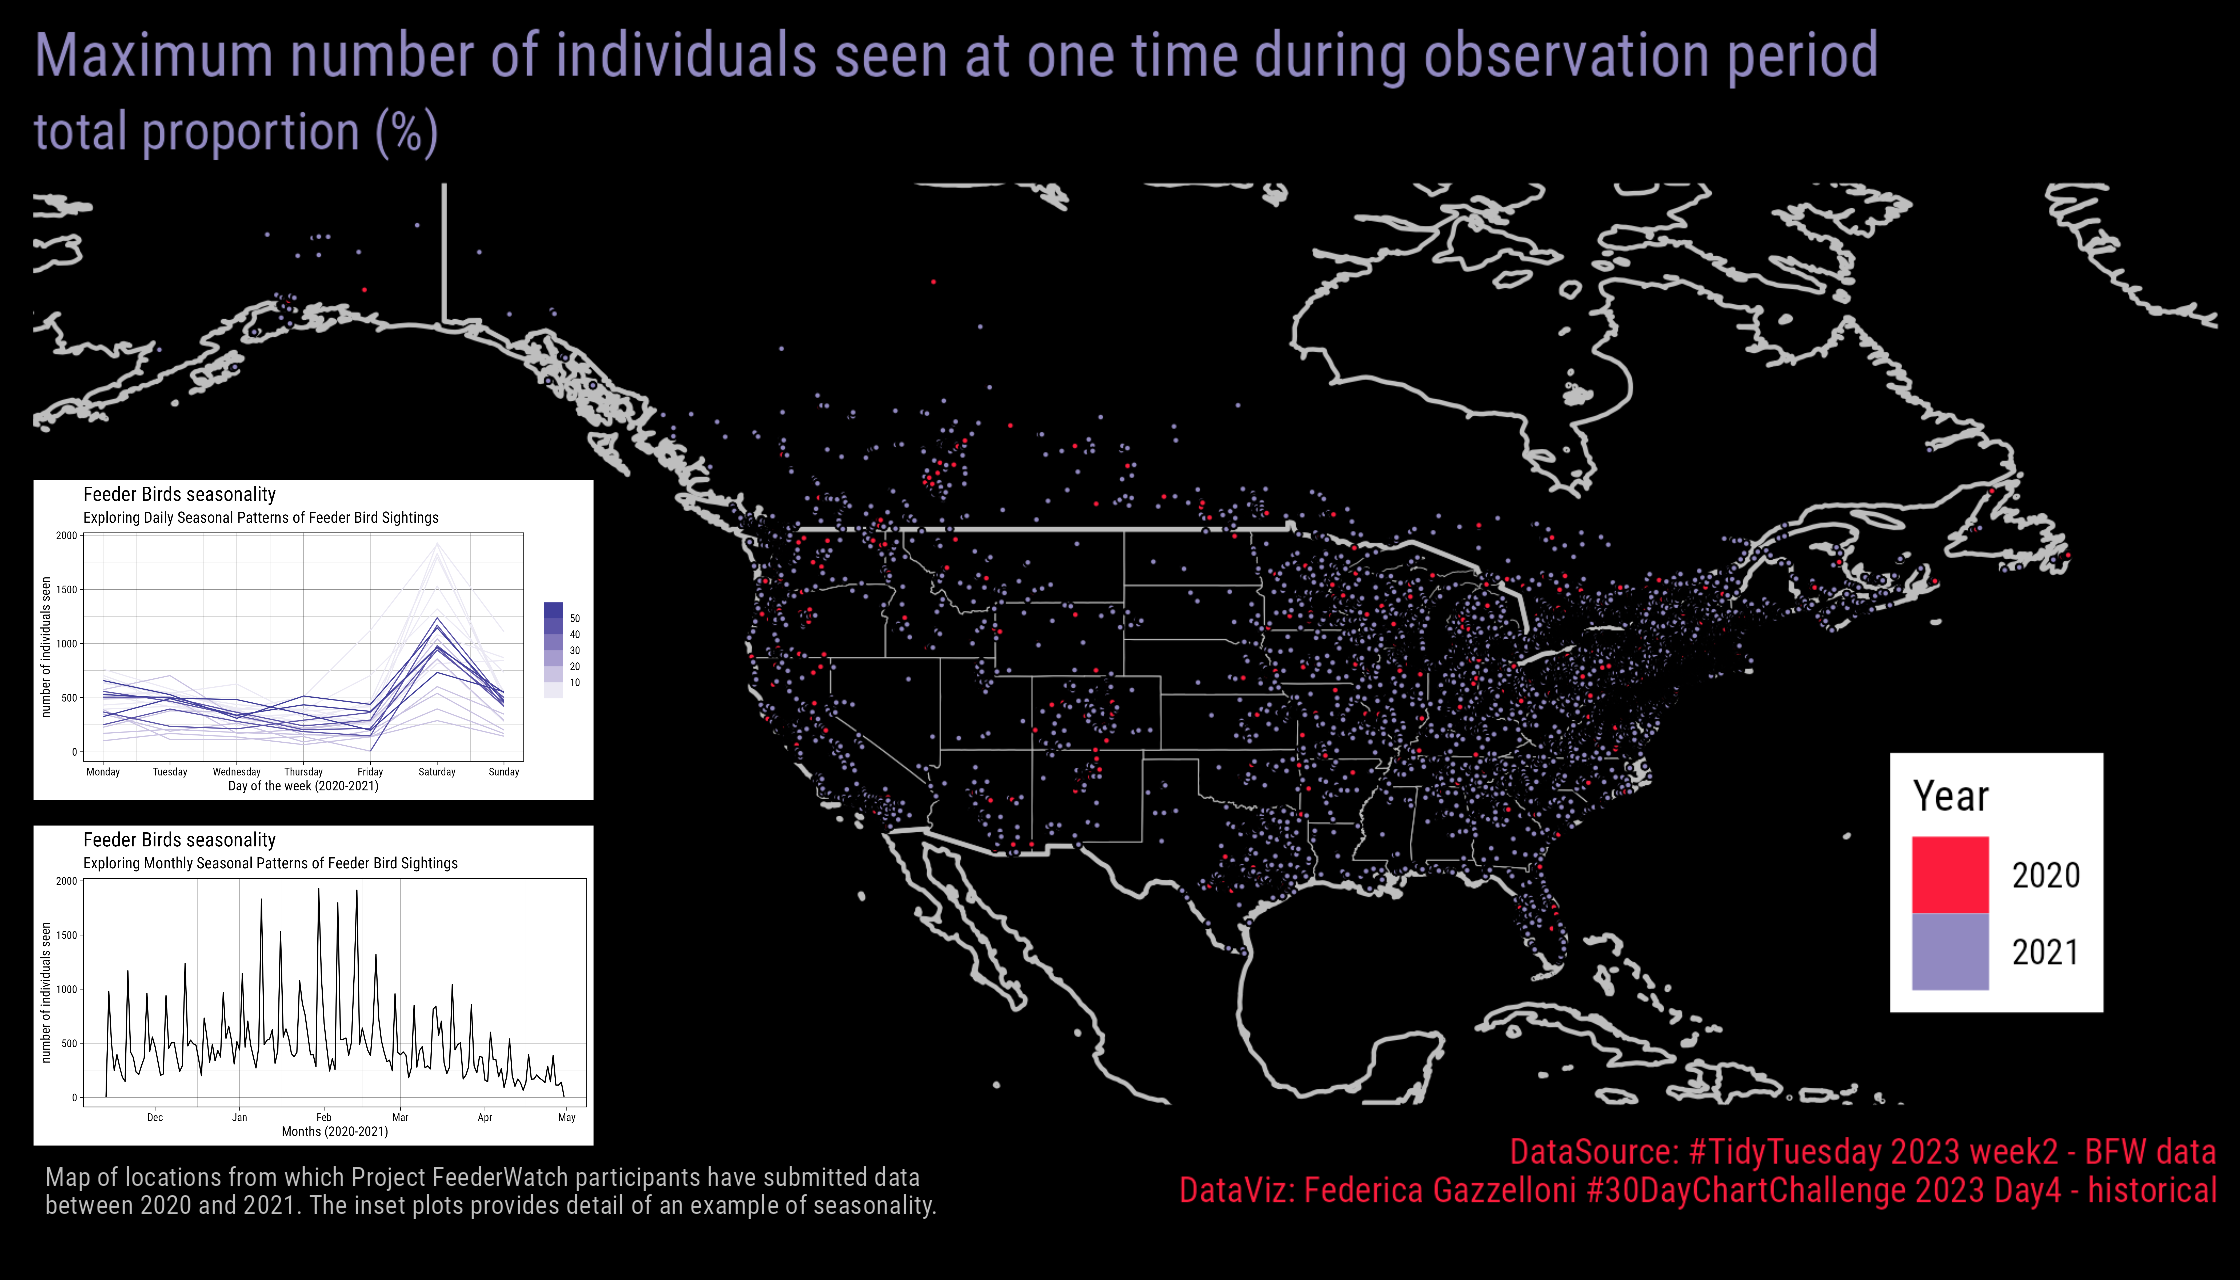 Maximum number of individuals seen at one time during observation period
total proportion (%)
Feeder Birds seasonality
Exploring Daily Seasonal Patterns of Feeder Bird Sightings
number of individuals seen
2000
1500
1000
500
0
Monday Tuesday Wednesday Thursday Friday Saturday Sunday
Day of the week (2020-2021)
50
40
30
20
10
Feeder Birds seasonality
Exploring Monthly Seasonal Patterns of Feeder Bird Sightings
number of individuals seen
2000
1500
1000
500
0
Dec Jan Feb Mar Apr May
Months (2020-2021)
Year
2020
2021
Map of locations from which Project FeederWatch participants have submitted data
between 2020 and 2021. The inset plots provides detail of an example of seasonality.
DataSource: #TidyTuesday 2023 week2 - BFW data
DataViz: Federica Gazzelloni #30DayChartChallenge 2023 Day4 - historical